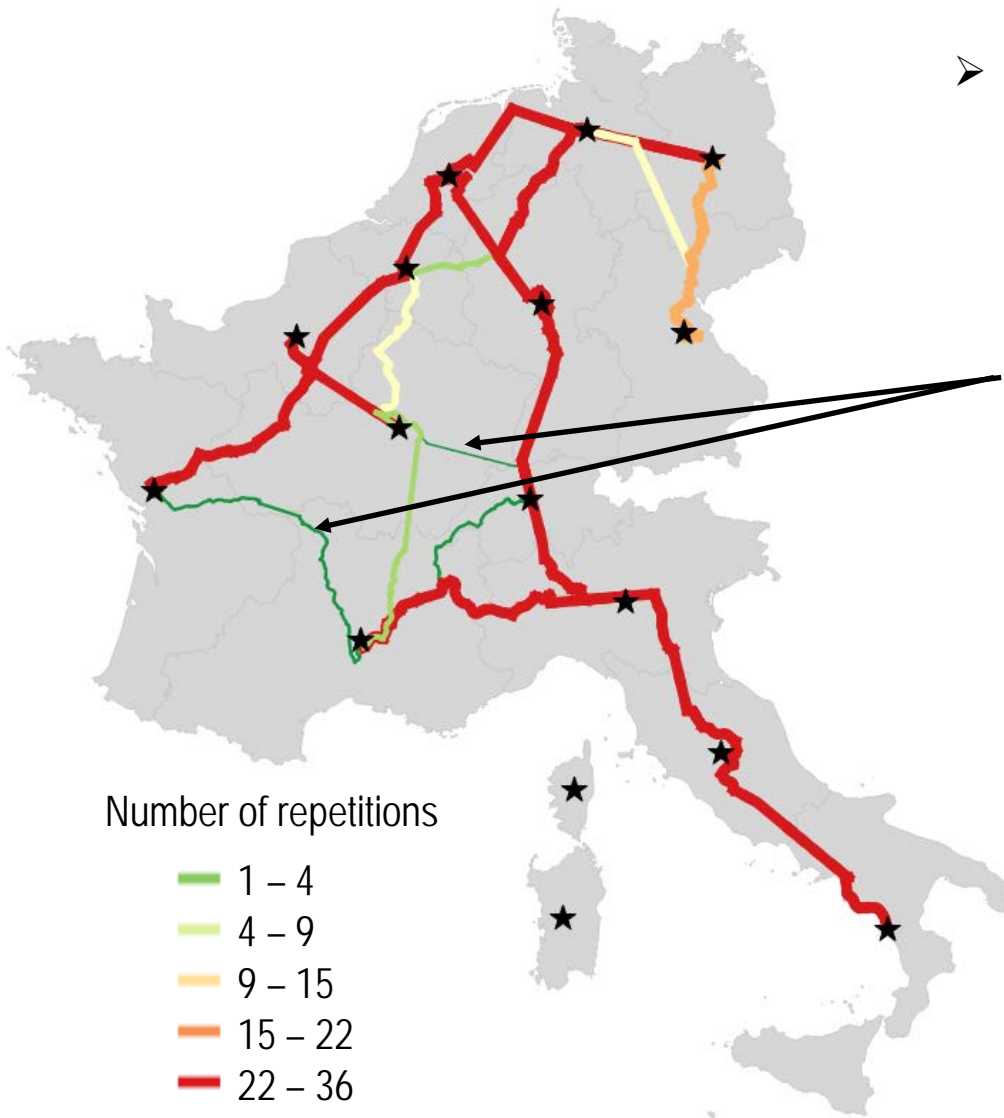 Number of repetitions
1 – 4
4 – 9
9 – 15
15 – 22
22 – 36